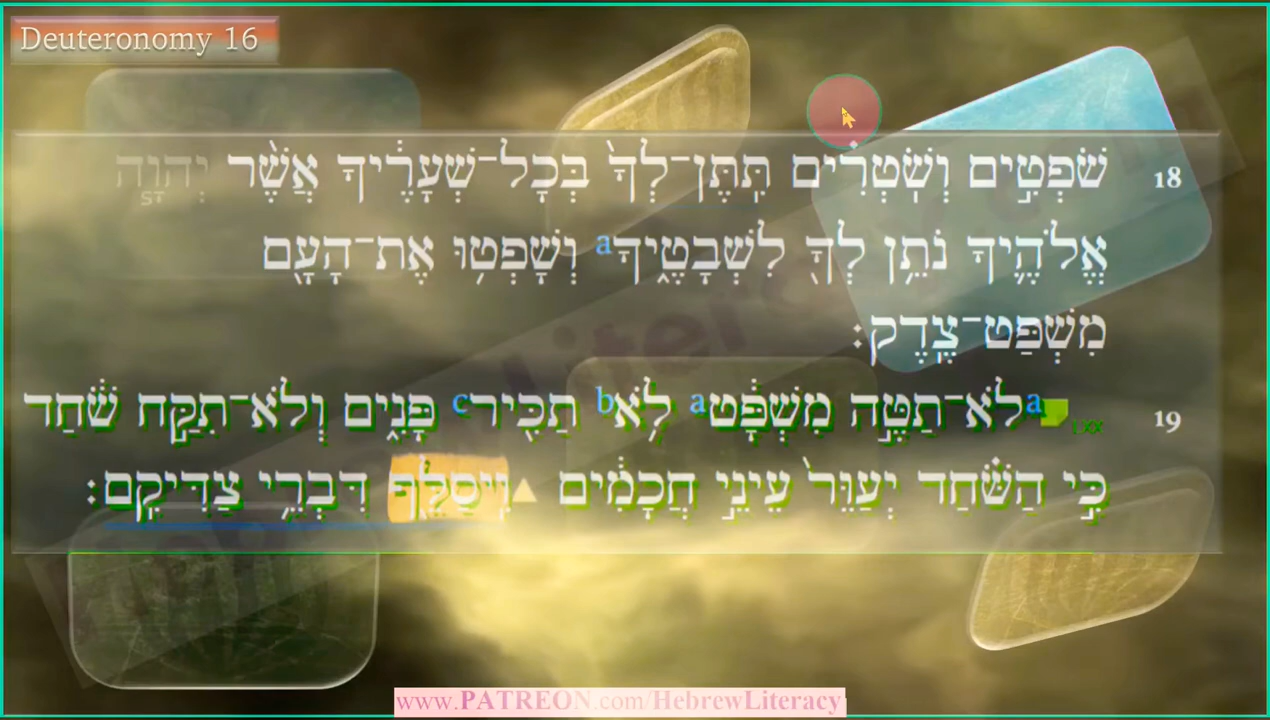 Deuteronomy 16
18 שֹׁפְטִ֣ים וְשֹֽׁטְרִ֗ים תִּֽתֶּן־לְךָ֙ בְּכָל־שְׁעָרֶ֔יךָ אֲשֶׁ֨ר יְהוָ֧ה
אֱלֹהֶ֛יךָ נֹתֵ֥ן לְךָ֖ לִשְׁבָטֶ֑יךָ a וְשָׁפְט֥וּ אֶת־הָעָ֖ם
מִשְׁפַּט־צֶֽדֶק׃
19 LXX a לֹא־תַטֶּ֣ה מִשְׁפָּ֔ט a לֹ֥א b תַכִּ֖יר c פָּנִ֑ים וְלֹא־תִקַּ֣ח שֹׁ֔חַד
כִּ֣י הַשֹּׁ֗חַד יְעַוֵּר֙ עֵינֵ֣י חֲכָמִ֔ים וִֽיסַלֵּ֖ף דִּבְרֵ֥י צַדִּיקִֽם׃
www.PATREON.com/HebrewLiteracy